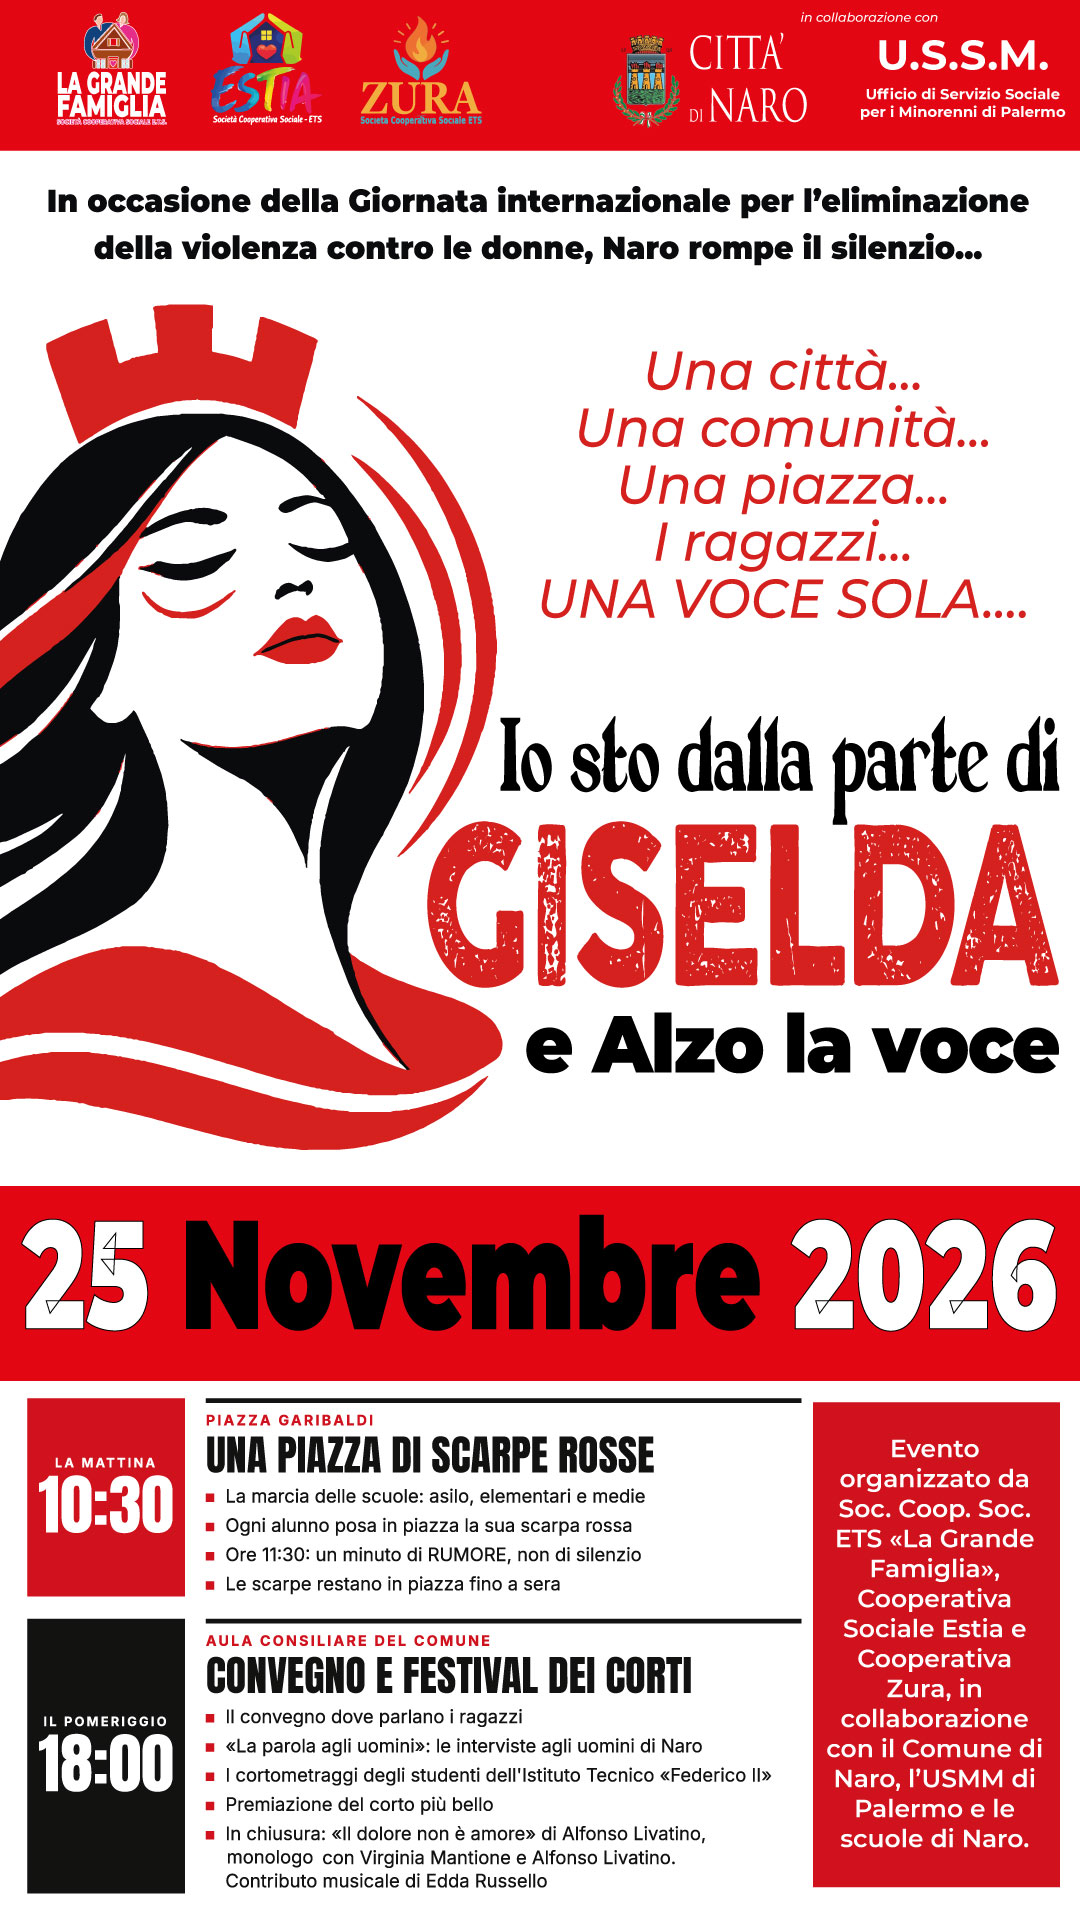 in collaborazione con
LA GRANDE
FAMIGLIA
SOCIETÀ COOPERATIVA SOCIALE E.T.S.
ESTIA
Società Cooperativa Sociale - ETS
ZURA
Società Cooperativa Sociale ETS
CITTA'
DI NARO
U.S.S.M.
Ufficio di Servizio Sociale
per i Minorenni di Palermo
In occasione della Giornata internazionale per l'eliminazione
della violenza contro le donne, Naro rompe il silenzio...
Una città...
Una comunità...
Una piazza...
I ragazzi...
UNA VOCE SOLA....
Io sto dalla parte di
GISELDA
e Alzo la voce
25 Novembre 2026
LA MATTINA
10:30
PIAZZA GARIBALDI
UNA PIAZZA DI SCARPE ROSSE
La marcia delle scuole: asilo, elementari e medie
Ogni alunno posa in piazza la sua scarpa rossa
Ore 11:30: un minuto di RUMORE, non di silenzio
Le scarpe restano in piazza fino a sera
IL POMERIGGIO
18:00
AULA CONSILIARE DEL COMUNE
CONVEGNO E FESTIVAL DEI CORTI
Il convegno dove parlano i ragazzi
«La parola agli uomini»: le interviste agli uomini di Naro
I cortometraggi degli studenti dell'Istituto Tecnico «Federico II»
Premiazione del corto più bello
In chiusura: «Il dolore non è amore» di Alfonso Livatino,
monologo con Virginia Mantione e Alfonso Livatino.
Contributo musicale di Edda Russello
Evento
organizzato da
Soc. Coop. Soc.
ETS «La Grande
Famiglia»,
Cooperativa
Sociale Estia e
Cooperativa
Zura, in
collaborazione
con il Comune di
Naro, l'USMM di
Palermo e le
scuole di Naro.